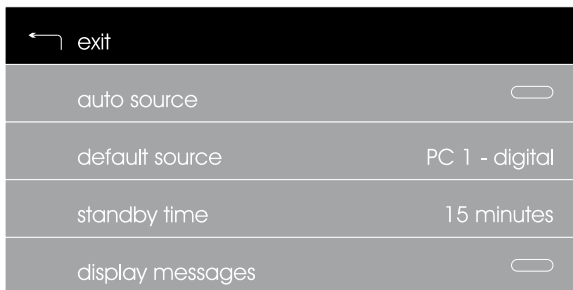 exit
auto source
default source PC 1 - digital
standby time 15 minutes
display messages